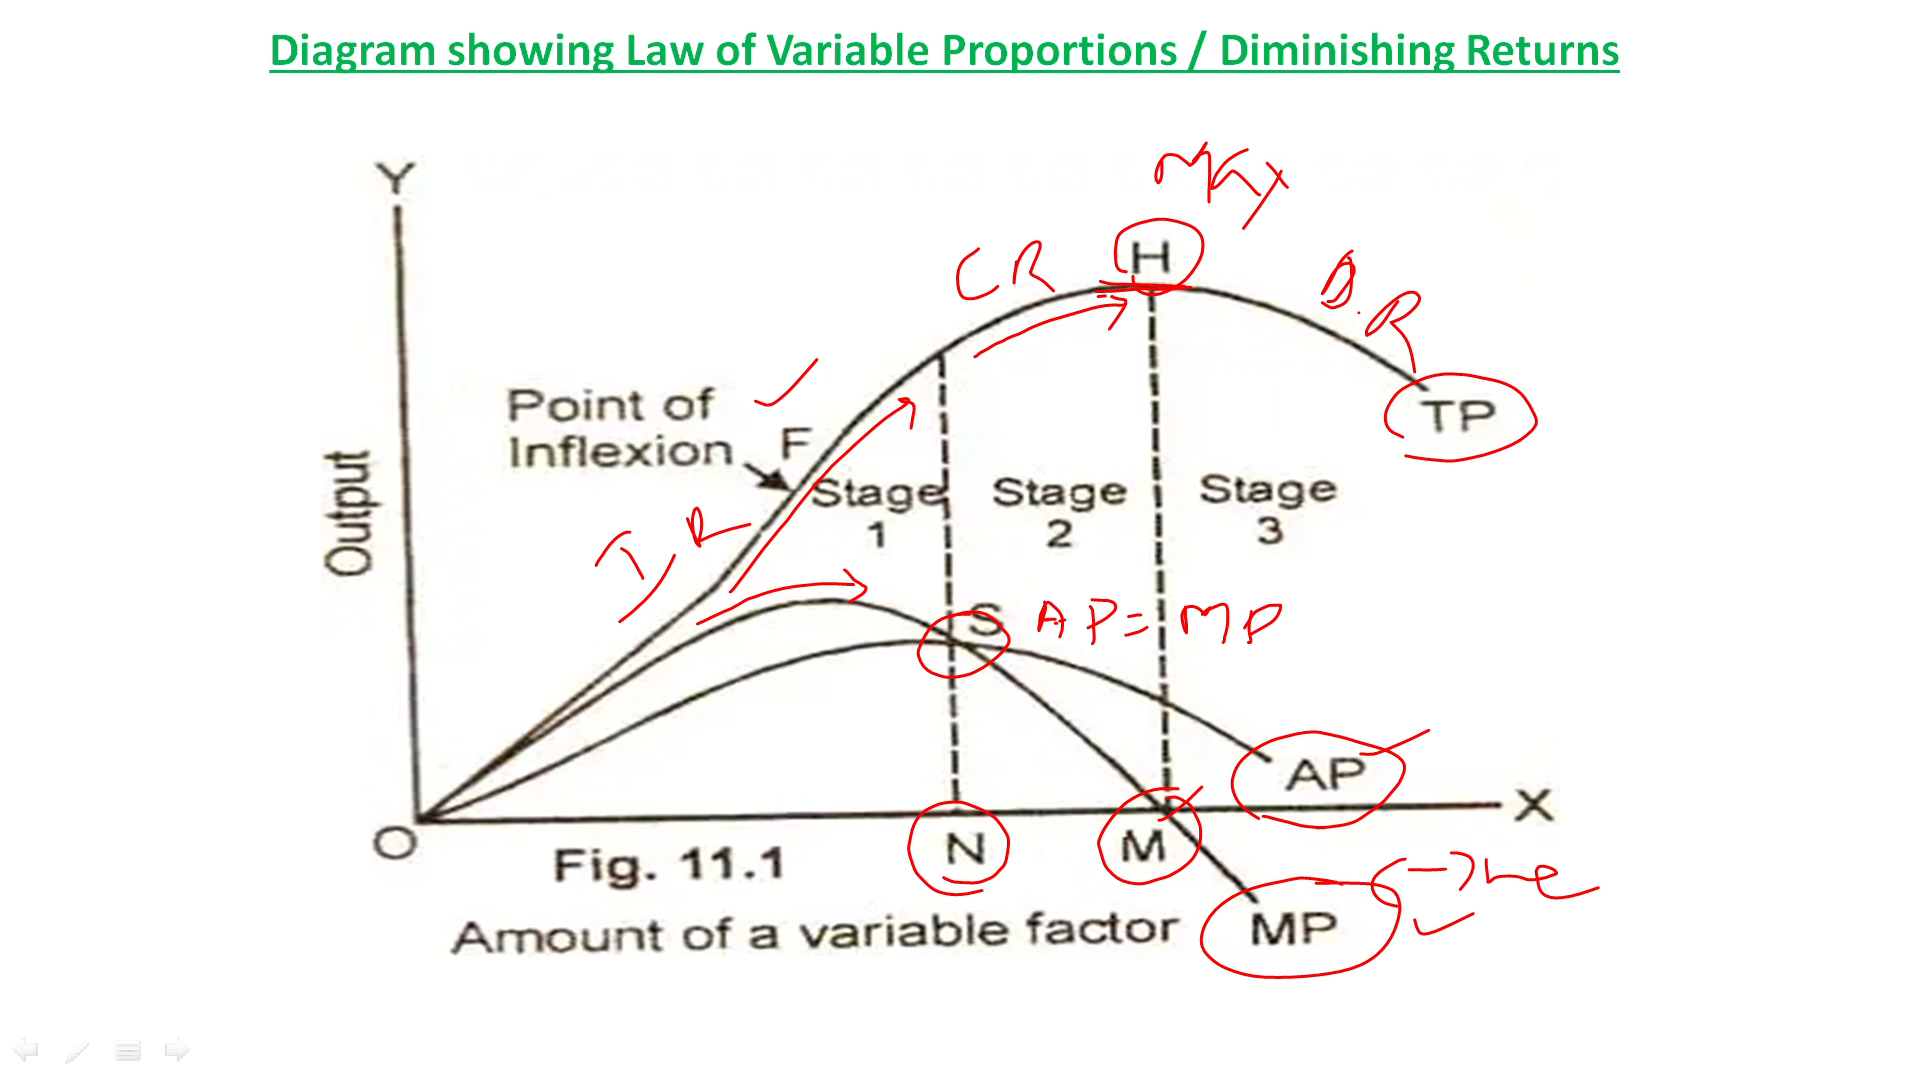 Diagram showing Law of Variable Proportions / Diminishing Returns
Y
MAX
H
CR
D.R
Point of
Inflexion
F
TP
Output
Stage
1
Stage
2
Stage
3
I.R
S
AP = MP
AP
X
O
N
M
Fig. 11.1
(-)ve
Amount of a variable factor
MP